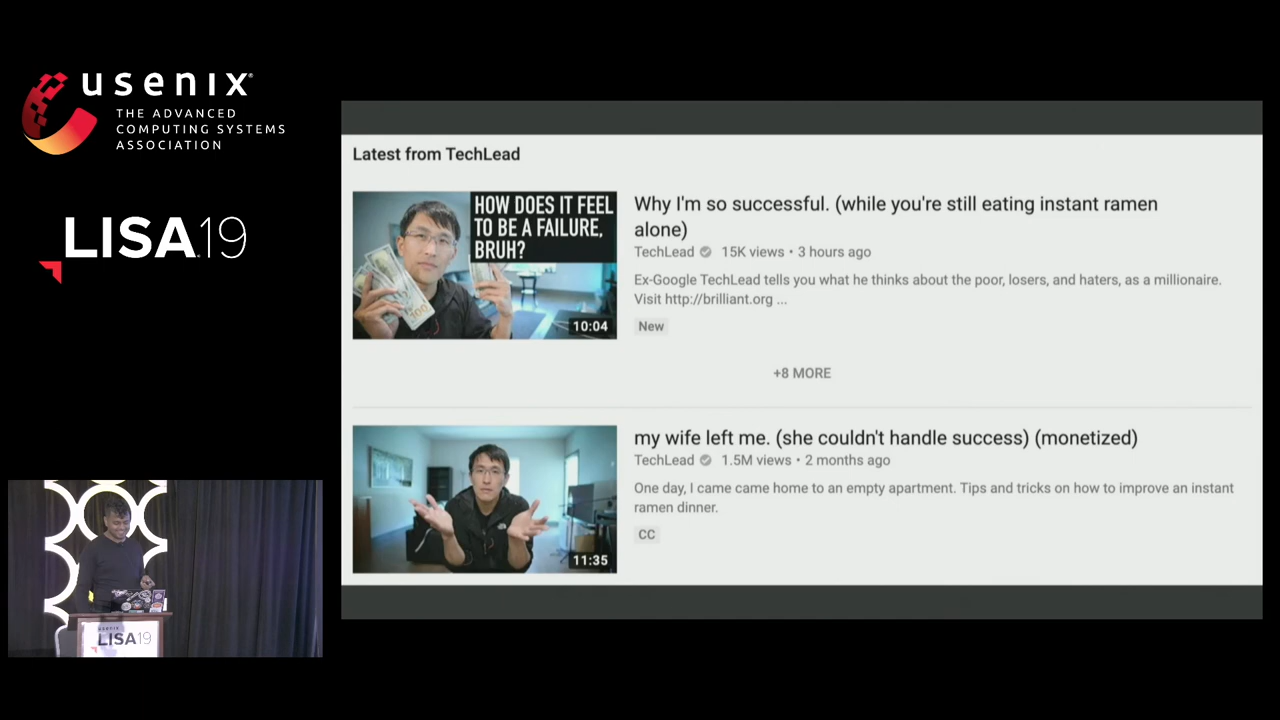 usenix
THE ADVANCED
COMPUTING SYSTEMS
ASSOCIATION
LISA19
Latest from TechLead
HOW DOES IT FEEL
TO BE A FAILURE,
BRUH?
100
10:04
Why I'm so successful. (while you're still eating instant ramen
alone)
TechLead 15K views • 3 hours ago
Ex-Google TechLead tells you what he thinks about the poor, losers, and haters, as a millionaire.
Visit http://brilliant.org ...
New
+8 MORE
11:35
my wife left me. (she couldn't handle success) (monetized)
TechLead 1.5M views • 2 months ago
One day, I came came home to an empty apartment. Tips and tricks on how to improve an instant
ramen dinner.
CC
usenix
LISA19